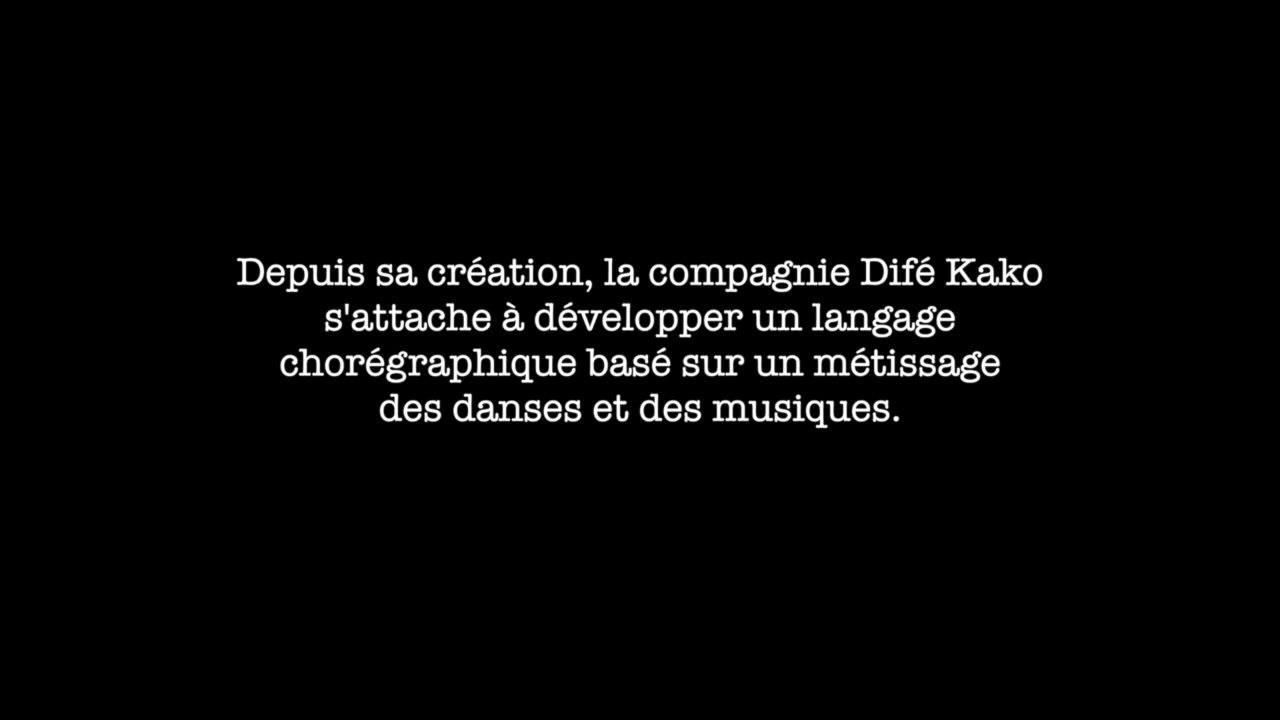 Depuis sa création, la compagnie Difé Kako
s'attache à développer un langage
chorégraphique basé sur un métissage
des danses et des musiques.